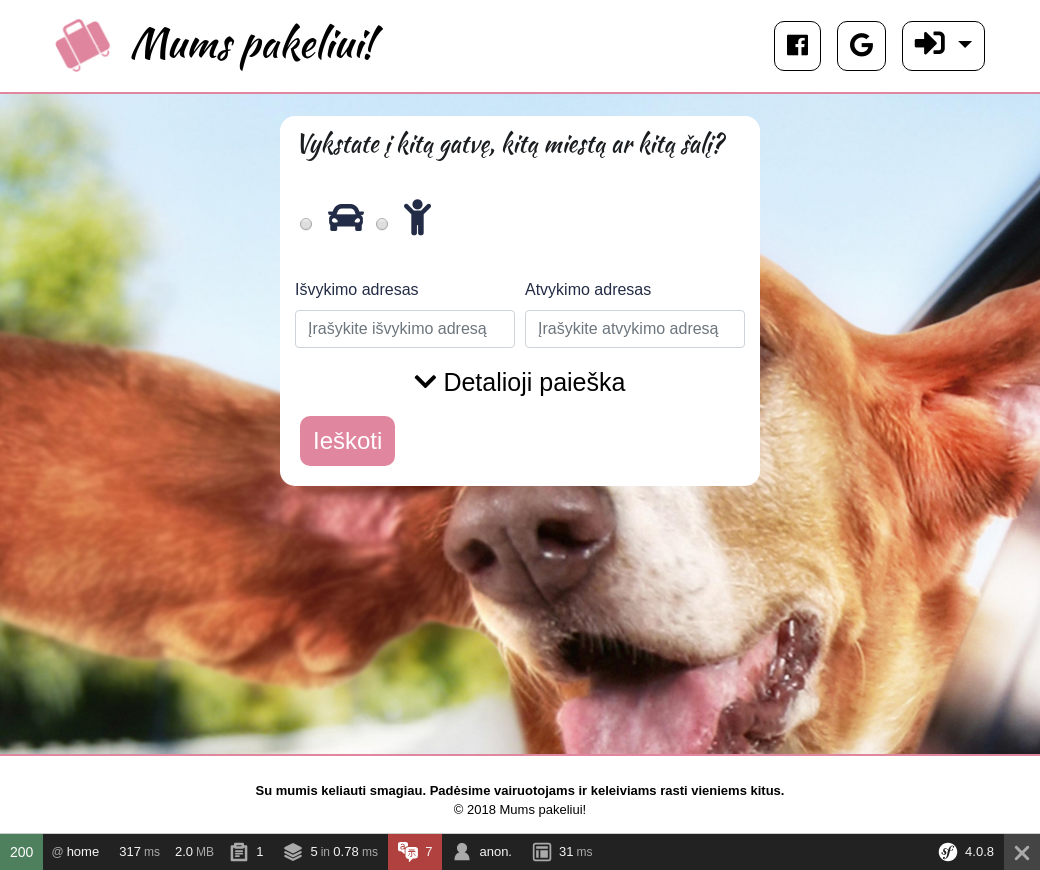 Mums pakeliui!
Vykstate į kitą gatvę, kitą miestą ar kitą šalį?
Išvykimo adresas
Atvykimo adresas
Įrašykite išvykimo adresą
Įrašykite atvykimo adresą
Detalioji paieška
Ieškoti
Su mumis keliauti smagiau. Padėsime vairuotojams ir keleiviams rasti vieniems kitus.
© 2018 Mums pakeliui!
200 @ home 317 ms 2.0 MB 1 5 in 0.78 ms 7 anon. 31 ms 4.0.8